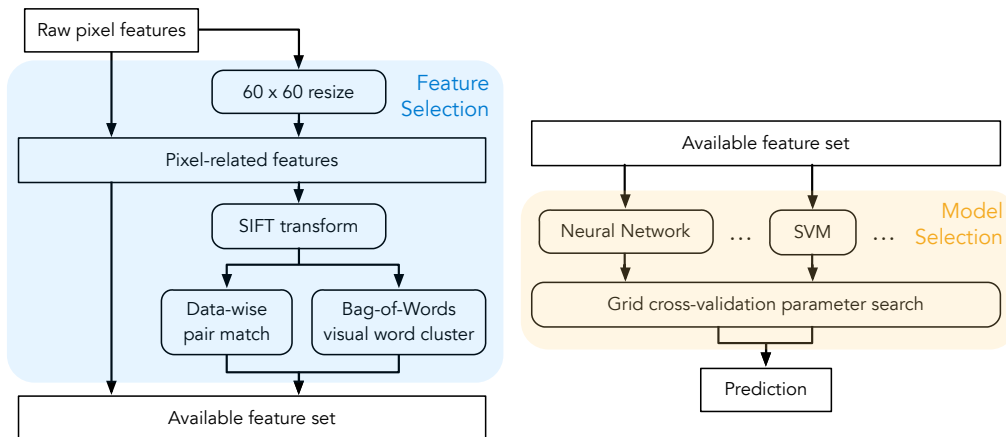 Raw pixel features
Feature
Selection
60 x 60 resize
Pixel-related features
SIFT transform
Data-wise
pair match
Bag-of-Words
visual word cluster
Available feature set
Available feature set
Model
Selection
Neural Network
...
SVM
...
Grid cross-validation parameter search
Prediction